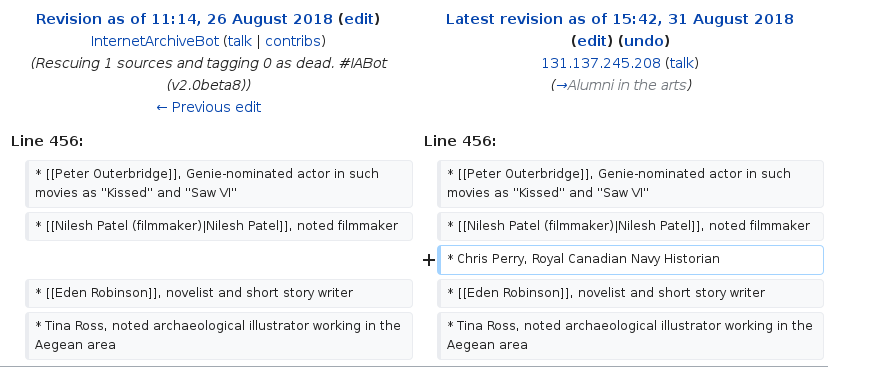 Revision as of 11:14, 26 August 2018 (edit)
InternetArchiveBot (talk | contribs)
(Rescuing 1 sources and tagging 0 as dead. #IABot
(v2.0beta8))
← Previous edit
Latest revision as of 15:42, 31 August 2018
(edit) (undo)
131.137.245.208 (talk)
(→Alumni in the arts)
Line 456:
Line 456:
* [[Peter Outerbridge]], Genie-nominated actor in such
movies as ''Kissed'' and ''Saw VI''
* [[Peter Outerbridge]], Genie-nominated actor in such
movies as ''Kissed'' and ''Saw VI''
* [[Nilesh Patel (filmmaker)|Nilesh Patel]], noted filmmaker
* [[Nilesh Patel (filmmaker)|Nilesh Patel]], noted filmmaker
+ * Chris Perry, Royal Canadian Navy Historian
* [[Eden Robinson]], novelist and short story writer
* [[Eden Robinson]], novelist and short story writer
* Tina Ross, noted archaeological illustrator working in the
Aegean area
* Tina Ross, noted archaeological illustrator working in the
Aegean area